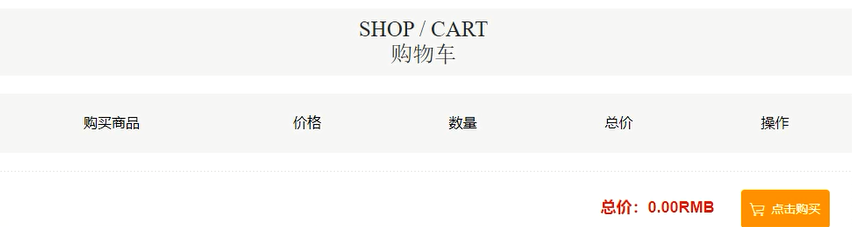 SHOP / CART
购物车
购买商品 价格 数量 总价 操作
总价：0.00RMB 点击购买